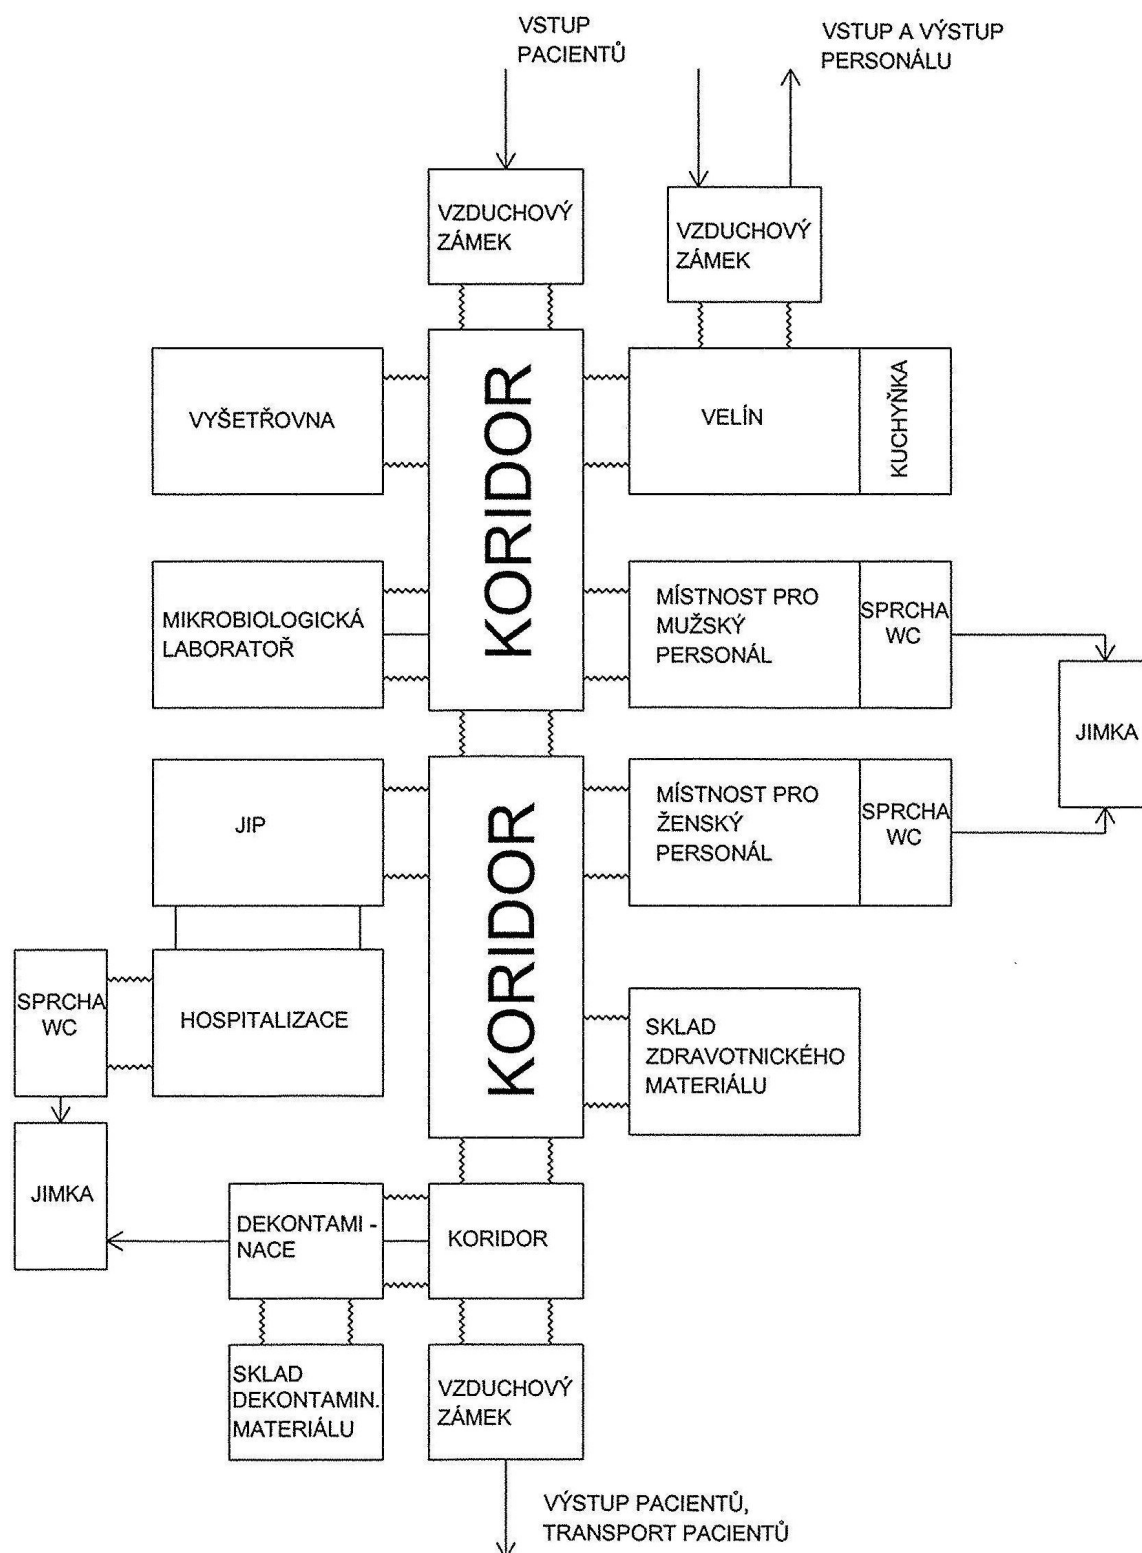 VSTUP
PACIENTŮ
VSTUP A VÝSTUP
PERSONÁLU
VZDUCHOVÝ
ZÁMEK
VZDUCHOVÝ
ZÁMEK
VYŠETŘOVNA
KORIDOR
VELÍN
KUCHYŇKA
MIKROBIOLOGICKÁ
LABORATOŘ
MÍSTNOST PRO
MUŽSKÝ
PERSONÁL
SPRCHA
WC
JIMKA
JIP
KORIDOR
MÍSTNOST PRO
ŽENSKÝ
PERSONÁL
SPRCHA
WC
SPRCHA
WC
HOSPITALIZACE
SKLAD
ZDRAVOTNICKÉHO
MATERIÁLU
JIMKA
DEKONTAMI -
NACE
KORIDOR
SKLAD
DEKONTAMIN.
MATERIÁLU
VZDUCHOVÝ
ZÁMEK
VÝSTUP PACIENTŮ,
TRANSPORT PACIENTŮ